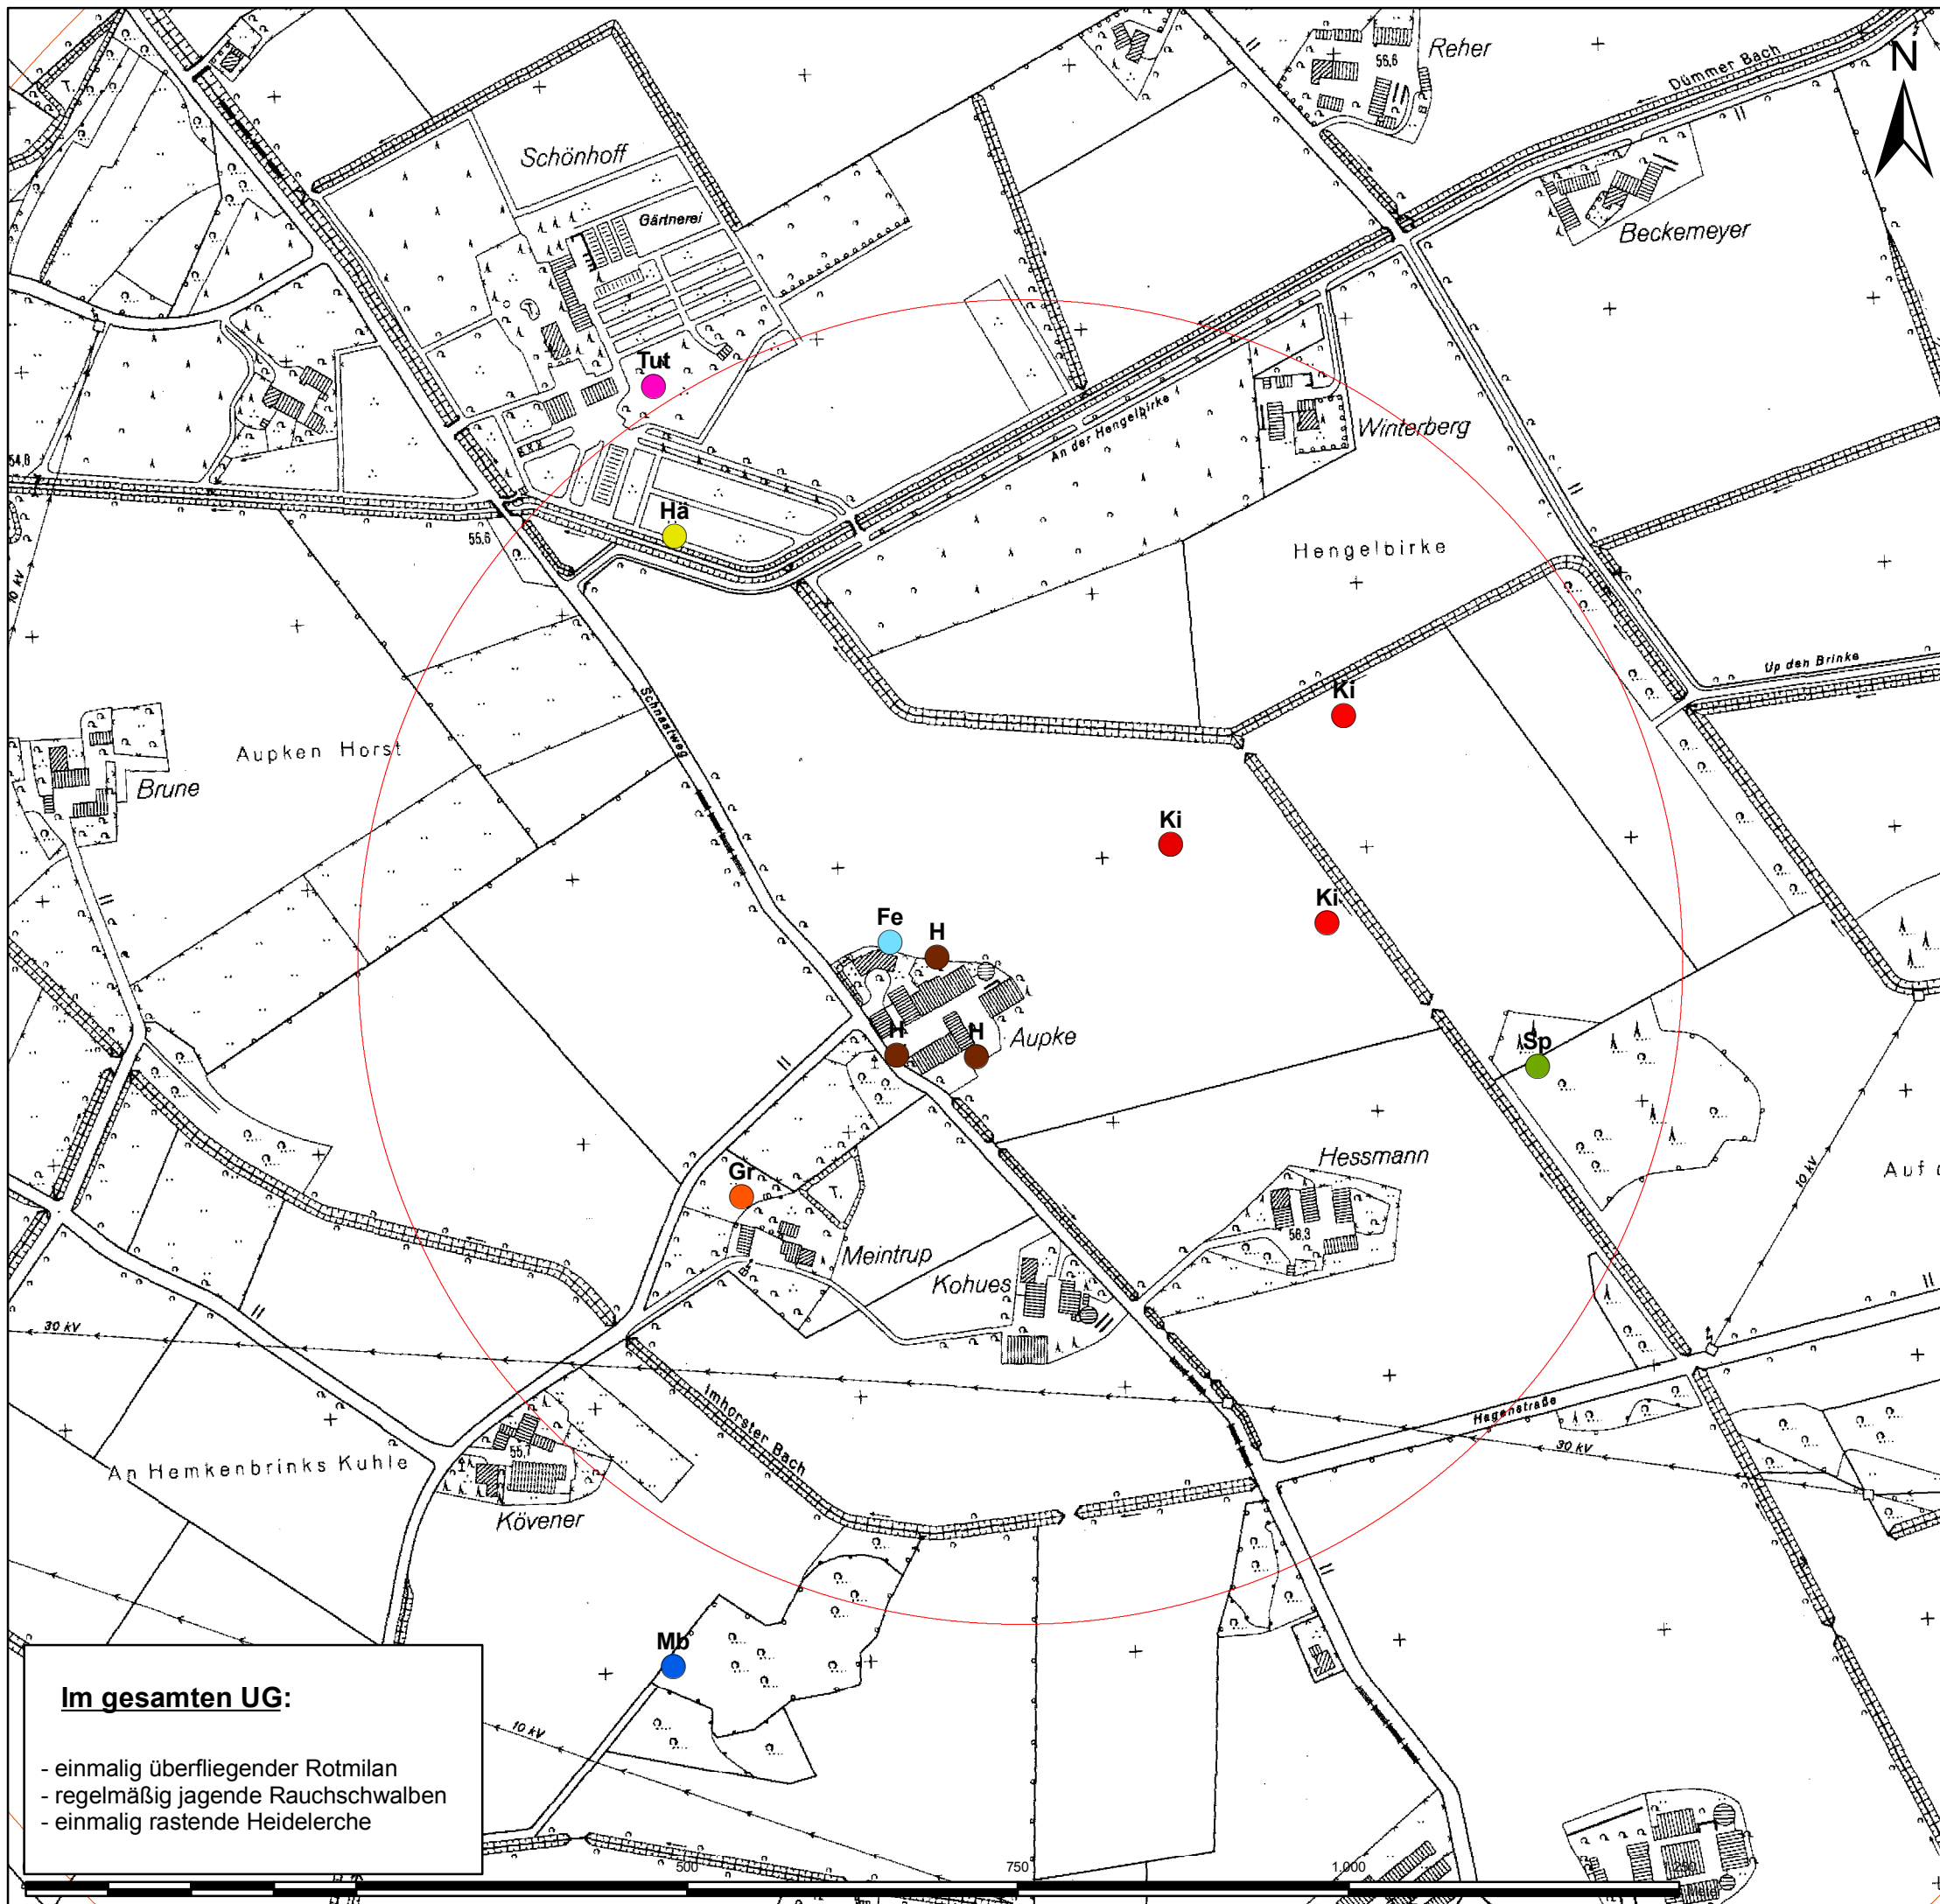 Reher
56,6
Dümmer Bach
N
T.
Schönhoff
Gärtnerei
Beckemeyer
T.
Tut
Winterberg
An der Hengelbirke
54,8
Hä
55,6
Hengelbirke
10 kV
Up den Brinke
Ki
Schnaatweg
Aupken Horst
Brune
Ki
Ki
Fe
H
H
H
Aupke
Sp
Hessmann
Auf
10 kV
Gr
T.
56,3
Meintrup
Kohues
30 kV
Imhorster Bach
Hagenstraße
30 kV
An Hemkenbrinks Kuhle
55,7
Kövener
Mb
Im gesamten UG:
- einmalig überfliegender Rotmilan
- regelmäßig jagende Rauchschwalben
- einmalig rastende Heidelerche
10 kV
500
750
1.000
1.250